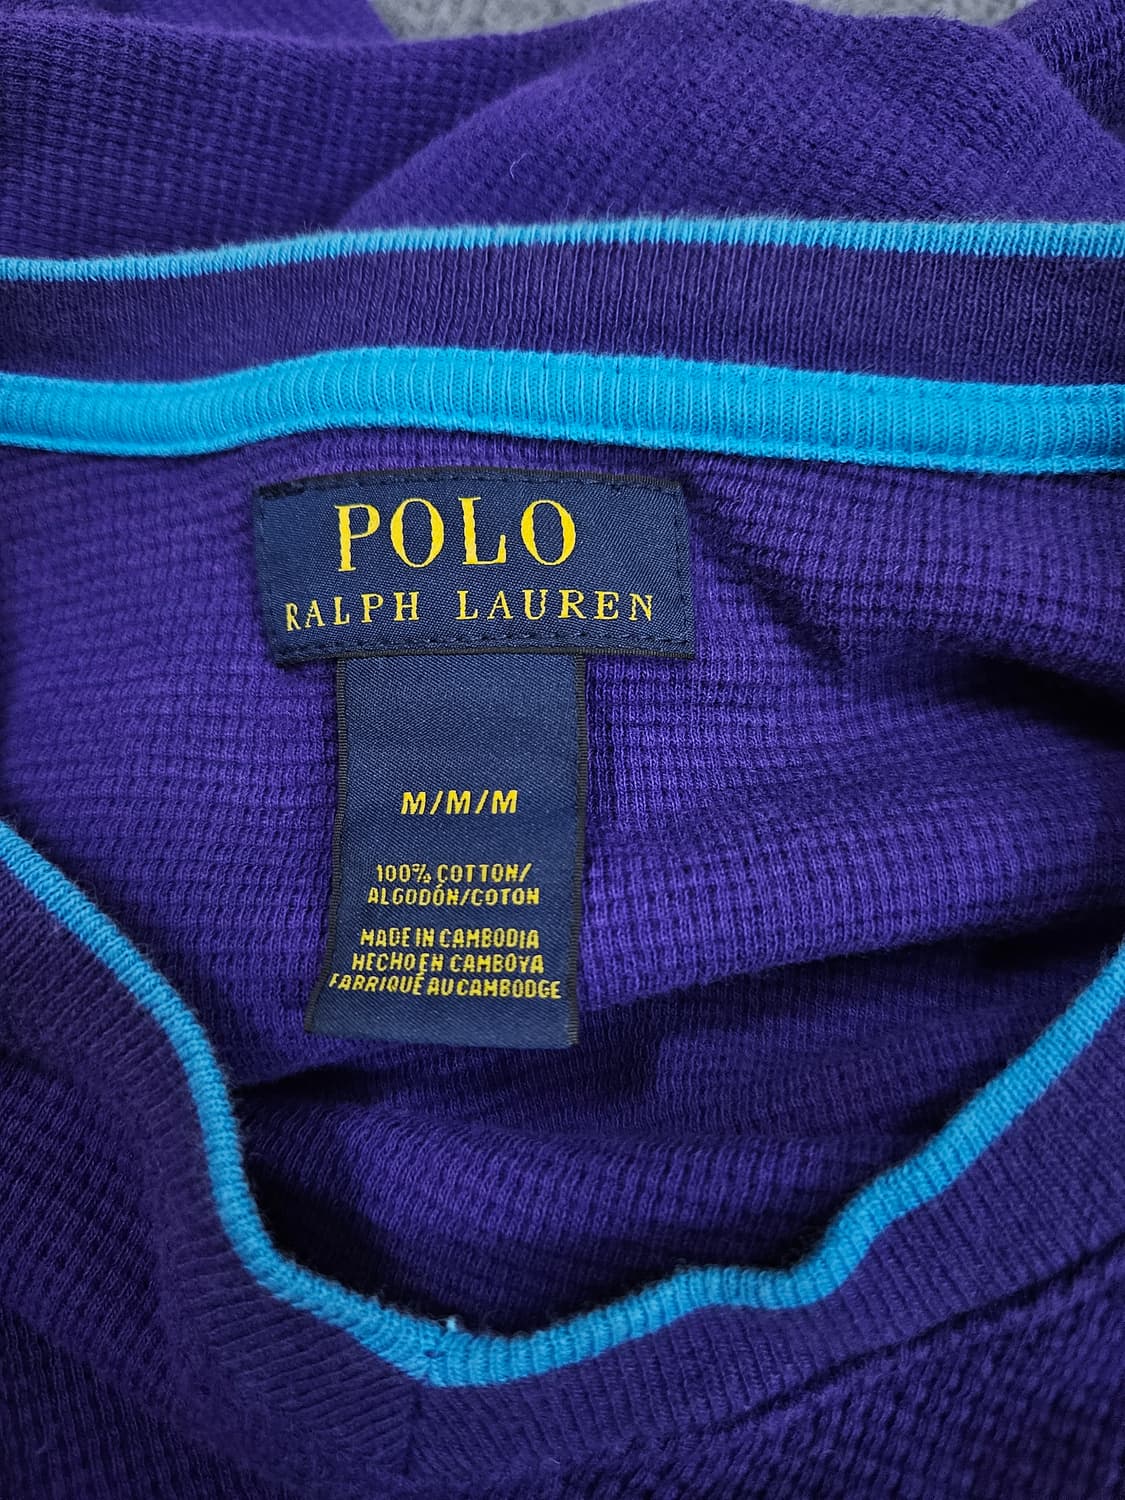 POLO
RALPH LAUREN
M/M/M
100% COTTON/
ALGODÓN/COTON
MADE IN CAMBODIA
HECHO EN CAMBOYA
FABRIQUÉ AU CAMBODGE